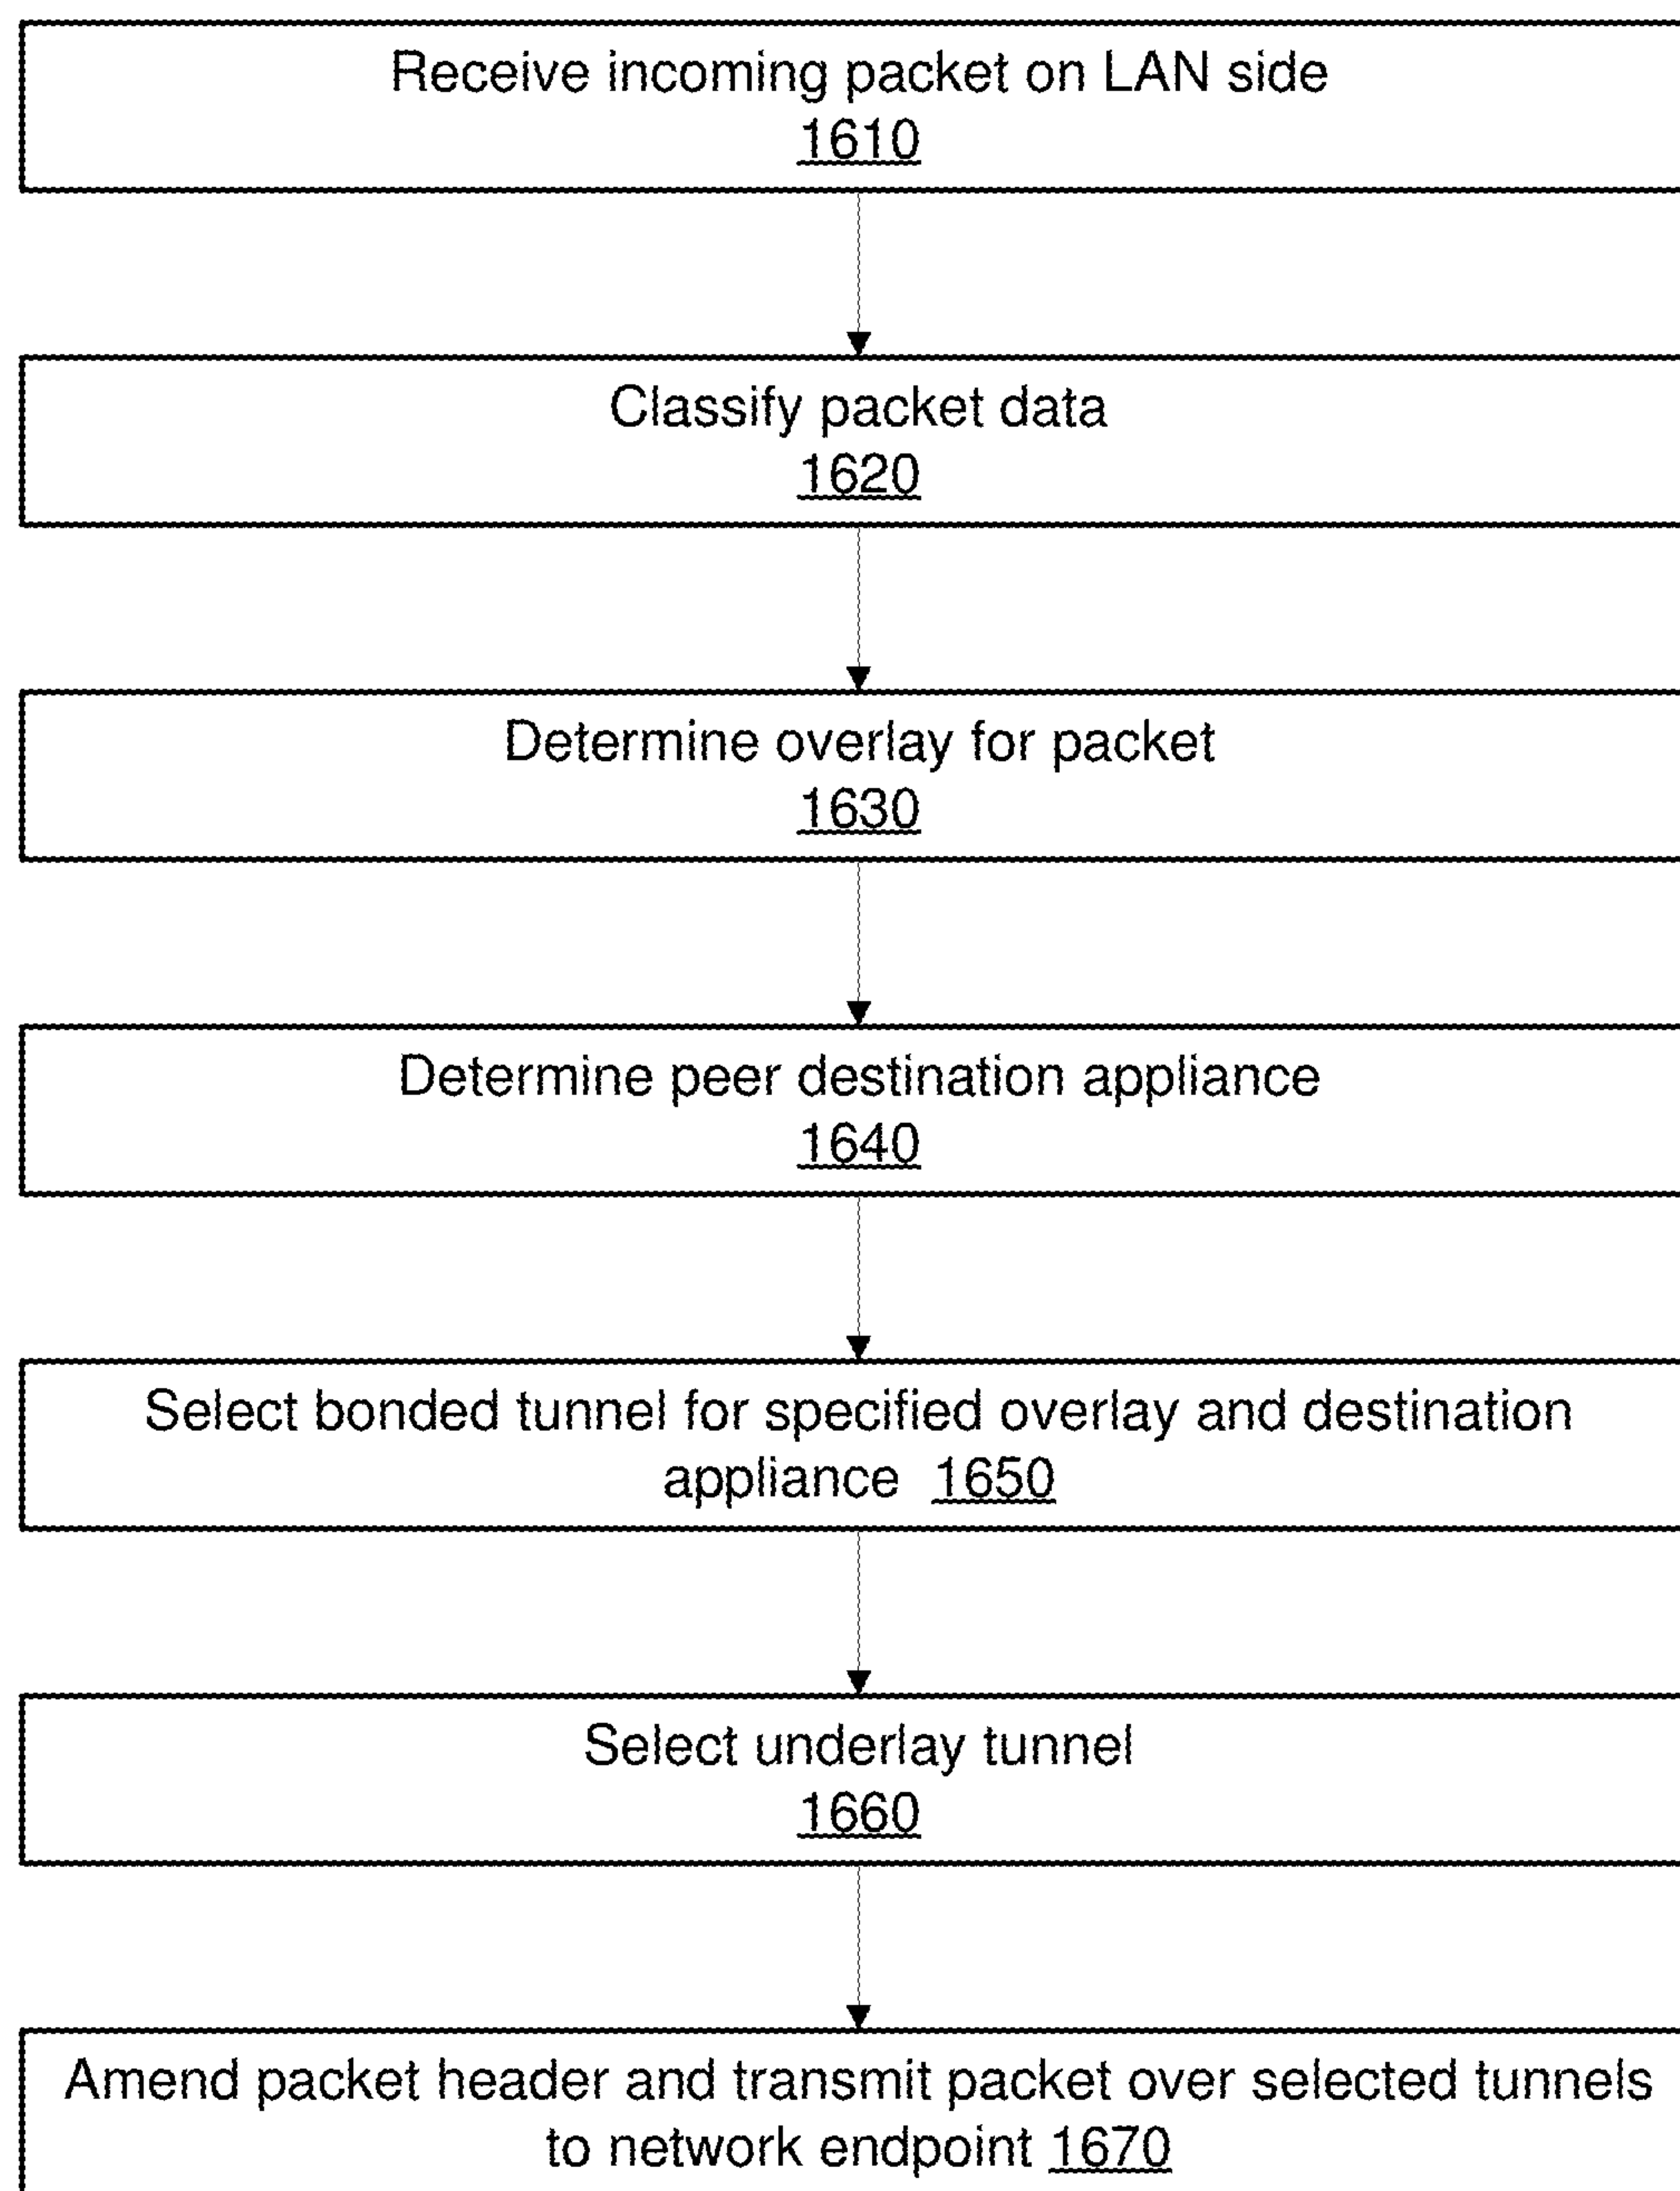 Receive incoming packet on LAN side
1610
Classify packet data
1620
Determine overlay for packet
1630
Determine peer destination appliance
1640
Select bonded tunnel for specified overlay and destination
appliance 1650
Select underlay tunnel
1660
Amend packet header and transmit packet over selected tunnels
to network endpoint 1670